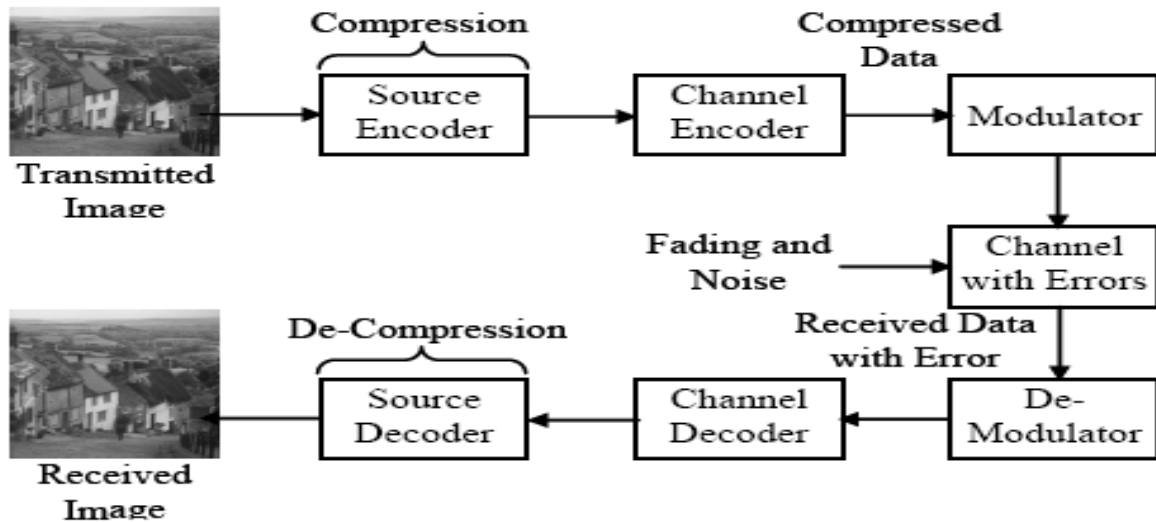 Compression
Compressed
Data
Source
Encoder
Channel
Encoder
Modulator
Transmitted
Image
Fading and
Noise
Channel
with Errors
De-Compression
Received Data
with Error
Source
Decoder
Channel
Decoder
De-
Modulator
Received
Image